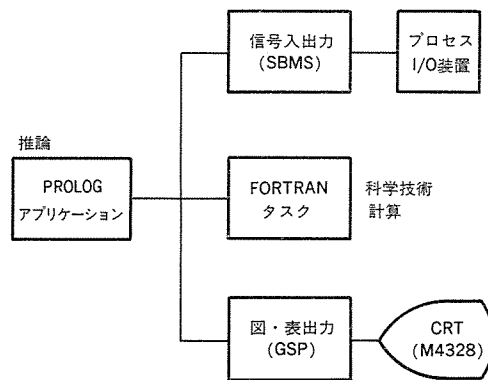 信号入出力
(SBMS)
プロセス
I/O装置
推論
PROLOG
アプリケーション
FORTRAN
タスク
科学技術
計算
図・表出力
(GSP)
CRT
(M4328)